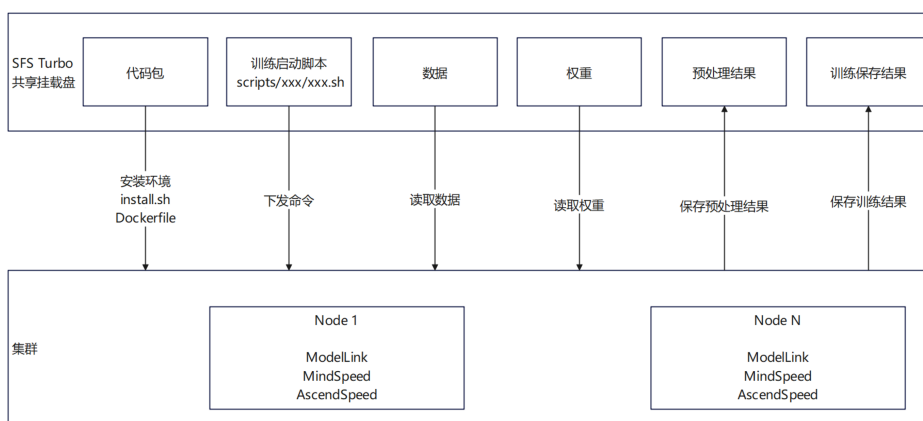 SFS Turbo
共享挂载盘
代码包
训练启动脚本
scripts/xxx/xxx.sh
数据
权重
预处理结果
训练保存结果
安装环境
install.sh
Dockerfile
下发命令
读取数据
读取权重
保存预处理结果
保存训练结果
集群
Node 1
ModelLink
MindSpeed
AscendSpeed
Node N
ModelLink
MindSpeed
AscendSpeed